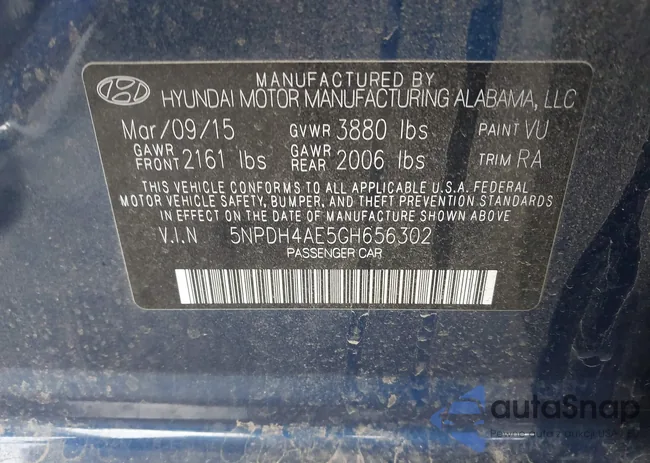 MANUFACTURED BY
HYUNDAI MOTOR MANUFACTURING ALABAMA, LLC
Mar/09/15 GVWR 3880 lbs PAINT VU
GAWR FRONT 2161 lbs GAWR REAR 2006 lbs TRIM RA
THIS VEHICLE CONFORMS TO ALL APPLICABLE U.S.A. FEDERAL
MOTOR VEHICLE SAFETY, BUMPER, AND THEFT PREVENTION STANDARDS
IN EFFECT ON THE DATE OF MANUFACTURE SHOWN ABOVE
V.I.N 5NPDH4AE5GH656302
PASSENGER CAR
autoSnap